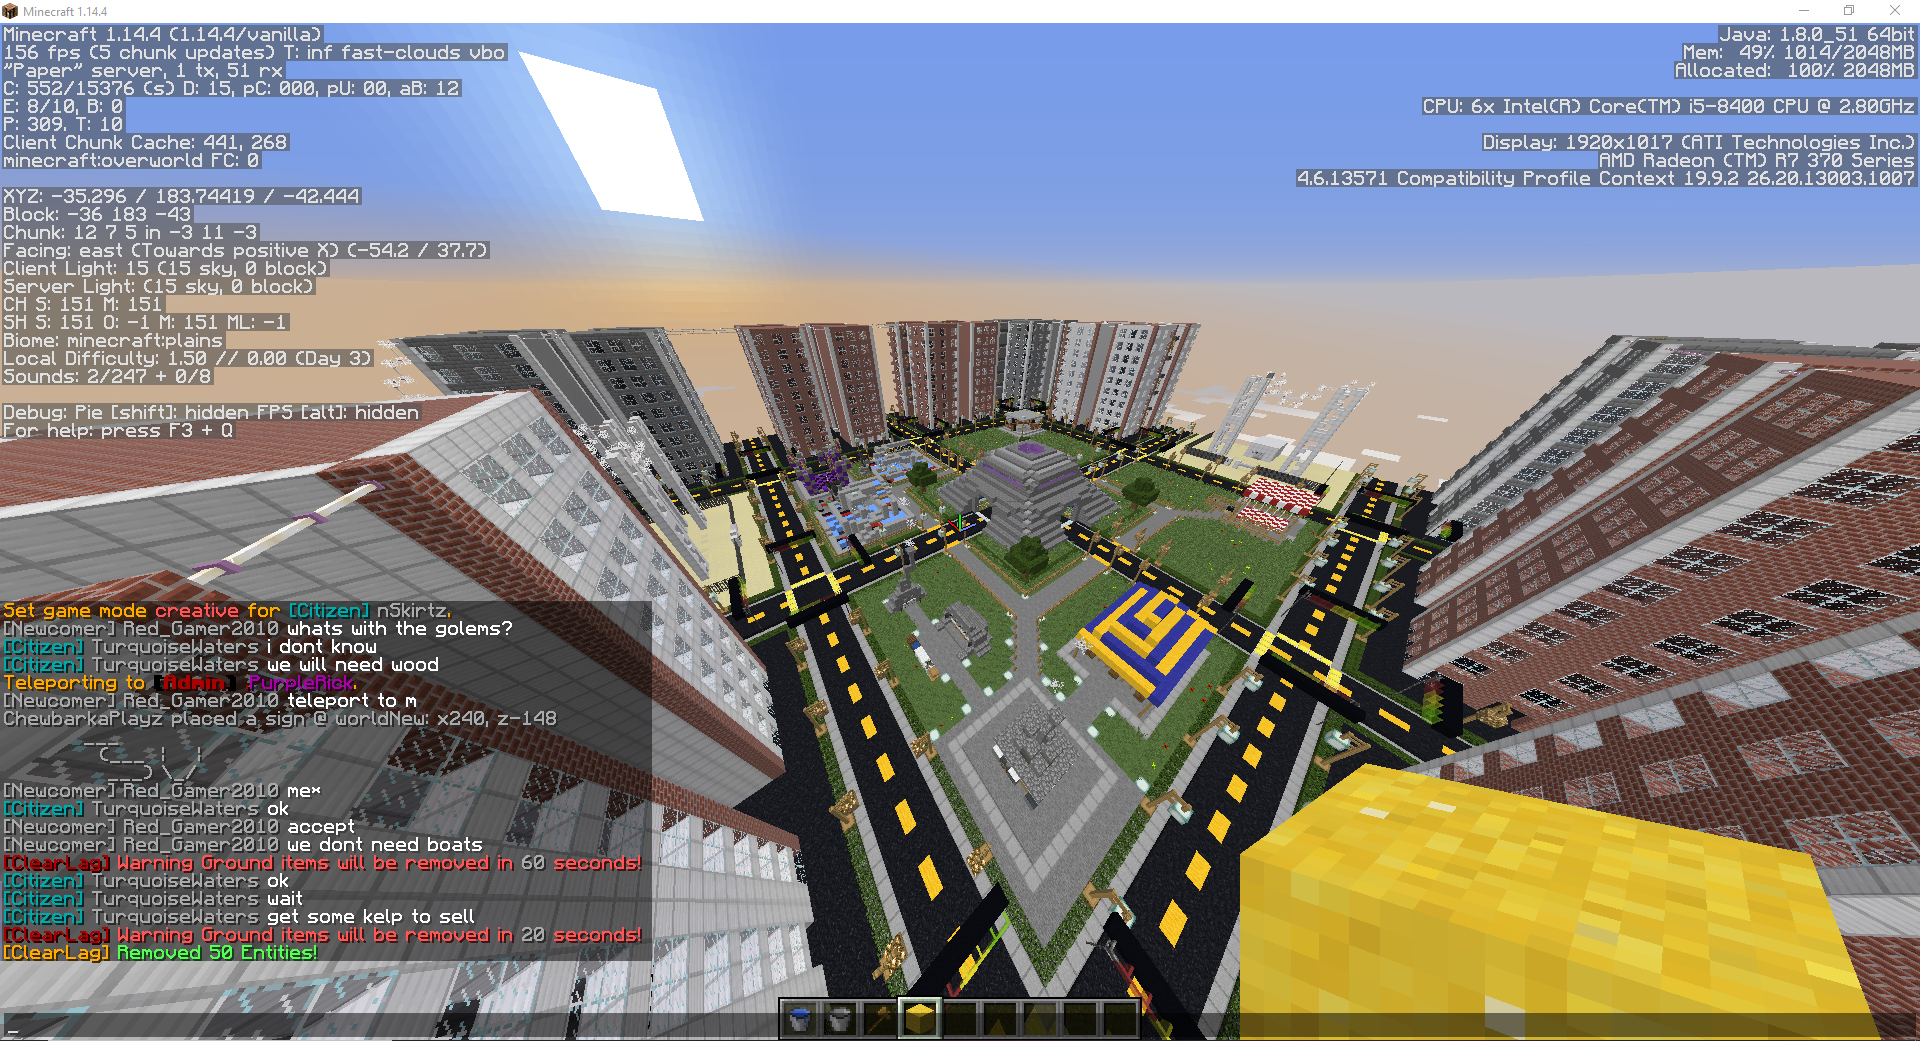 Minecraft 1.14.4
Minecraft 1.14.4 (1.14.4/vanilla)
156 fps (5 chunk updates) T: inf fast-clouds vbo
"Paper" server, 1 tx, 51 rx
C: 552/15376 (s) D: 15, pC: 000, pU: 00, aB: 12
E: 8/10, B: 0
P: 309. T: 10
Client Chunk Cache: 441, 268
minecraft:overworld FC: 0
XYZ: -35.296 / 183.74419 / -42.444
Block: -36 183 -43
Chunk: 12 7 5 in -3 11 -3
Facing: east (Towards positive X) (-54.2 / 37.7)
Client Light: 15 (15 sky, 0 block)
Server Light: (15 sky, 0 block)
CH S: 151 M: 151
SH S: 151 O: -1 M: 151 ML: -1
Biome: minecraft:plains
Local Difficulty: 1.50 // 0.00 (Day 3)
Sounds: 2/247 + 0/8
Debug: Pie [shift]: hidden FPS [alt]: hidden
For help: press F3 + Q
Java: 1.8.0_51 64bit
Mem: 49% 1014/2048MB
Allocated: 100% 2048MB
CPU: 6x Intel(R) Core(TM) i5-8400 CPU @ 2.80GHz
Display: 1920x1017 (ATI Technologies Inc.)
AMD Radeon (TM) R7 370 Series
4.6.13571 Compatibility Profile Context 19.9.2 26.20.13003.1007
Set game mode creative for [Citizen] nSkirtz.
[Newcomer] Red_Gamer2010 whats with the golems?
[Citizen] TurquoiseWaters i dont know
[Citizen] TurquoiseWaters we will need wood
Teleporting to [Admin] PurpleRick.
[Newcomer] Red_Gamer2010 teleport to m
ChewbarkaPlayz placed a sign @ worldNew: x240, z-148
[Newcomer] Red_Gamer2010 me*
[Citizen] TurquoiseWaters ok
[Newcomer] Red_Gamer2010 accept
[Newcomer] Red_Gamer2010 we dont need boats
[ClearLag] Warning Ground items will be removed in 60 seconds!
[Citizen] TurquoiseWaters ok
[Citizen] TurquoiseWaters wait
[Citizen] TurquoiseWaters get some kelp to sell
[ClearLag] Warning Ground items will be removed in 20 seconds!
[ClearLag] Removed 50 Entities!